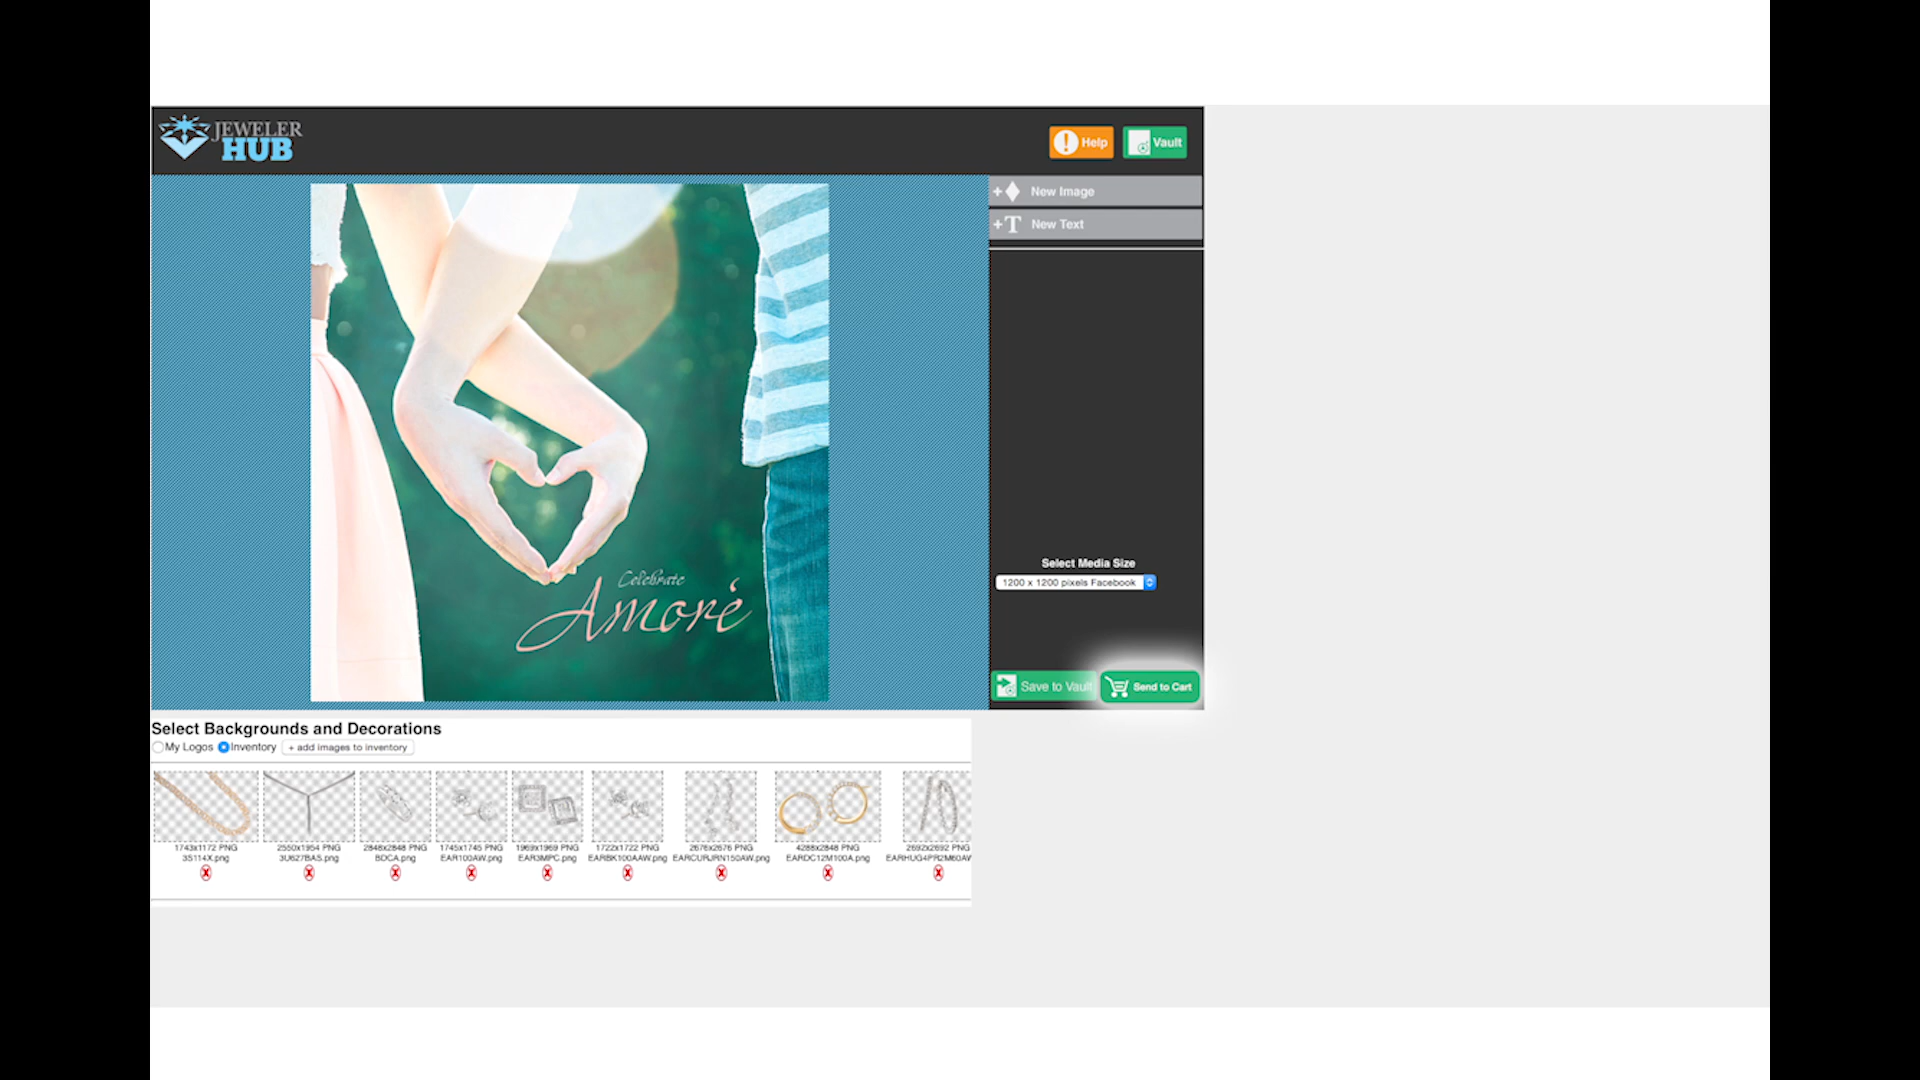 JEWELER
HUB
Help
Vault
+ New Image
+T New Text
Celebrate
Amoré
Select Media Size
1200 x 1200 pixels Facebook
Save to Vault
Send to Cart
Select Backgrounds and Decorations
My Logos Inventory + add images to inventory
1743x1172 PNG 2550x1954 PNG 2848x2848 PNG 1745x1745 PNG 1969x1969 PNG 1722x1722 PNG 2676x2676 PNG 4288x2848 PNG 2692x2692 PNG
3S114X.png 3U627BAS.png BDCA.png EAR100AW.png EAR3MPC.png EARBK100AAW.png EARCURJRN150AW.png EARDC12M100A.png EARHUG4PR2M60AW
X X X X X X X X X